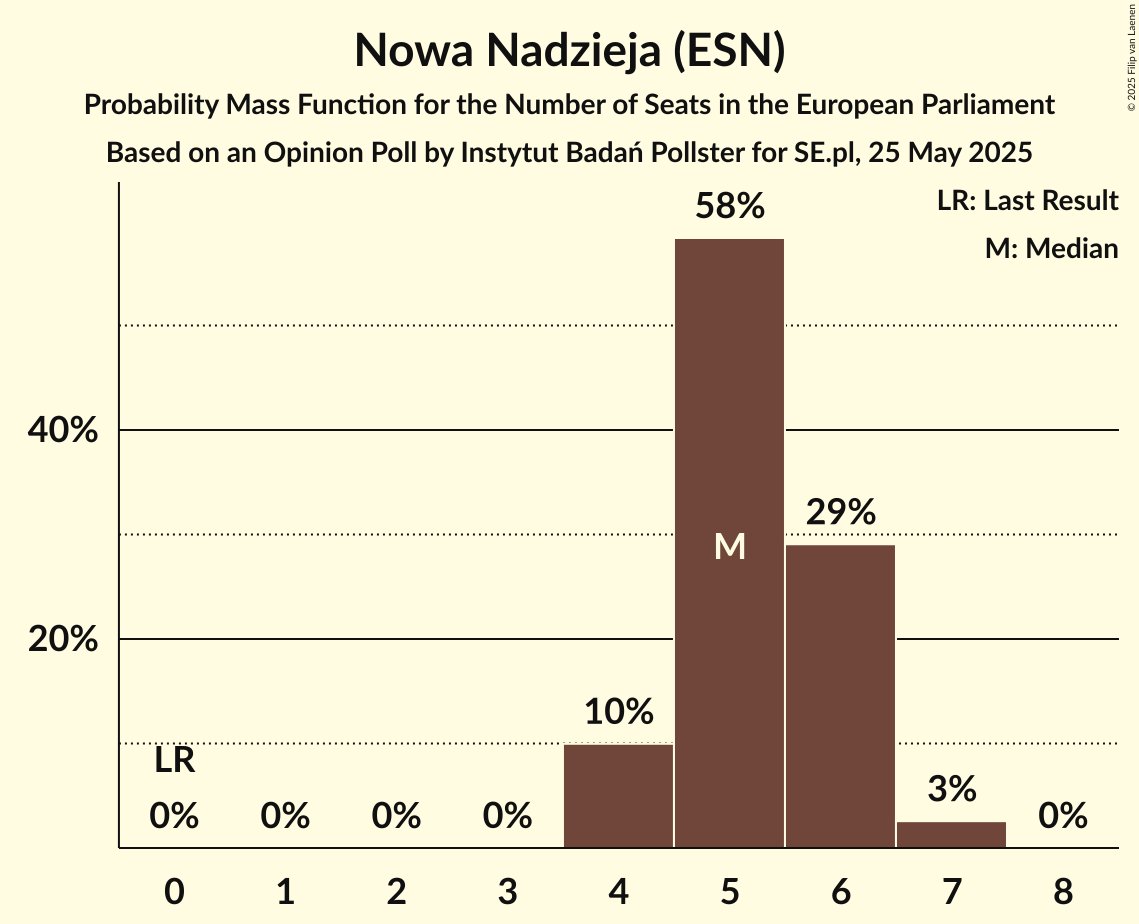 Nowa Nadzieja (ESN)
Probability Mass Function for the Number of Seats in the European Parliament
Based on an Opinion Poll by Instytut Badań Pollster for SE.pl, 25 May 2025
© 2025 Filip van Laenen
LR: Last Result
M: Median
58%
40%
29%
M
20%
10%
LR
3%
0%
0%
0%
0%
0%
0
1
2
3
4
5
6
7
8